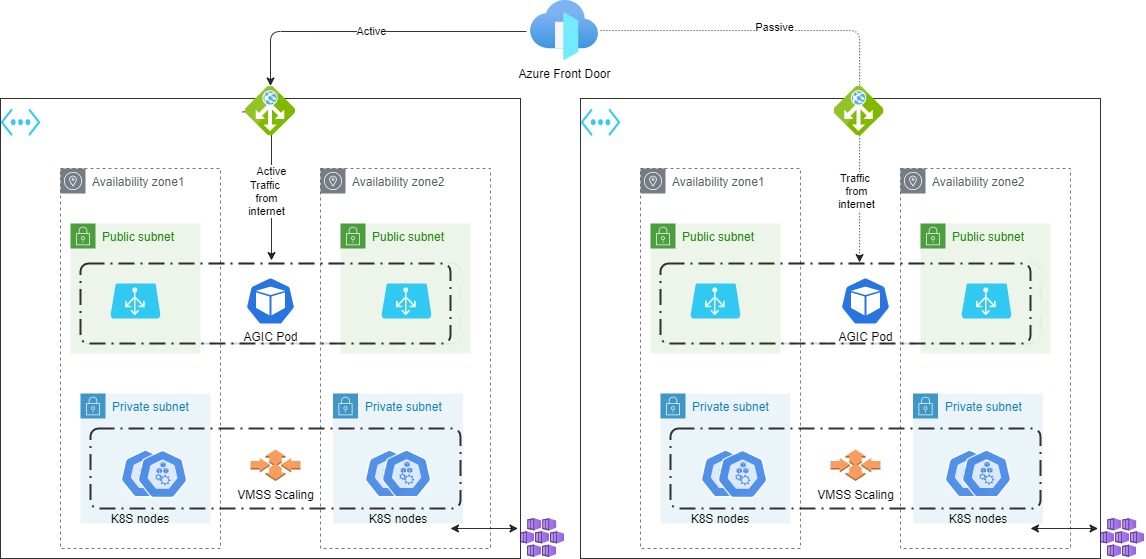 Active
Passive
Azure Front Door
Active
Traffic
from
internet
Availability zone1
Availability zone2
Public subnet
Public subnet
AGIC Pod
Private subnet
Private subnet
VMSS Scaling
K8S nodes
K8S nodes
Traffic
from
internet
Availability zone1
Availability zone2
Public subnet
Public subnet
AGIC Pod
Private subnet
Private subnet
VMSS Scaling
K8S nodes
K8S nodes